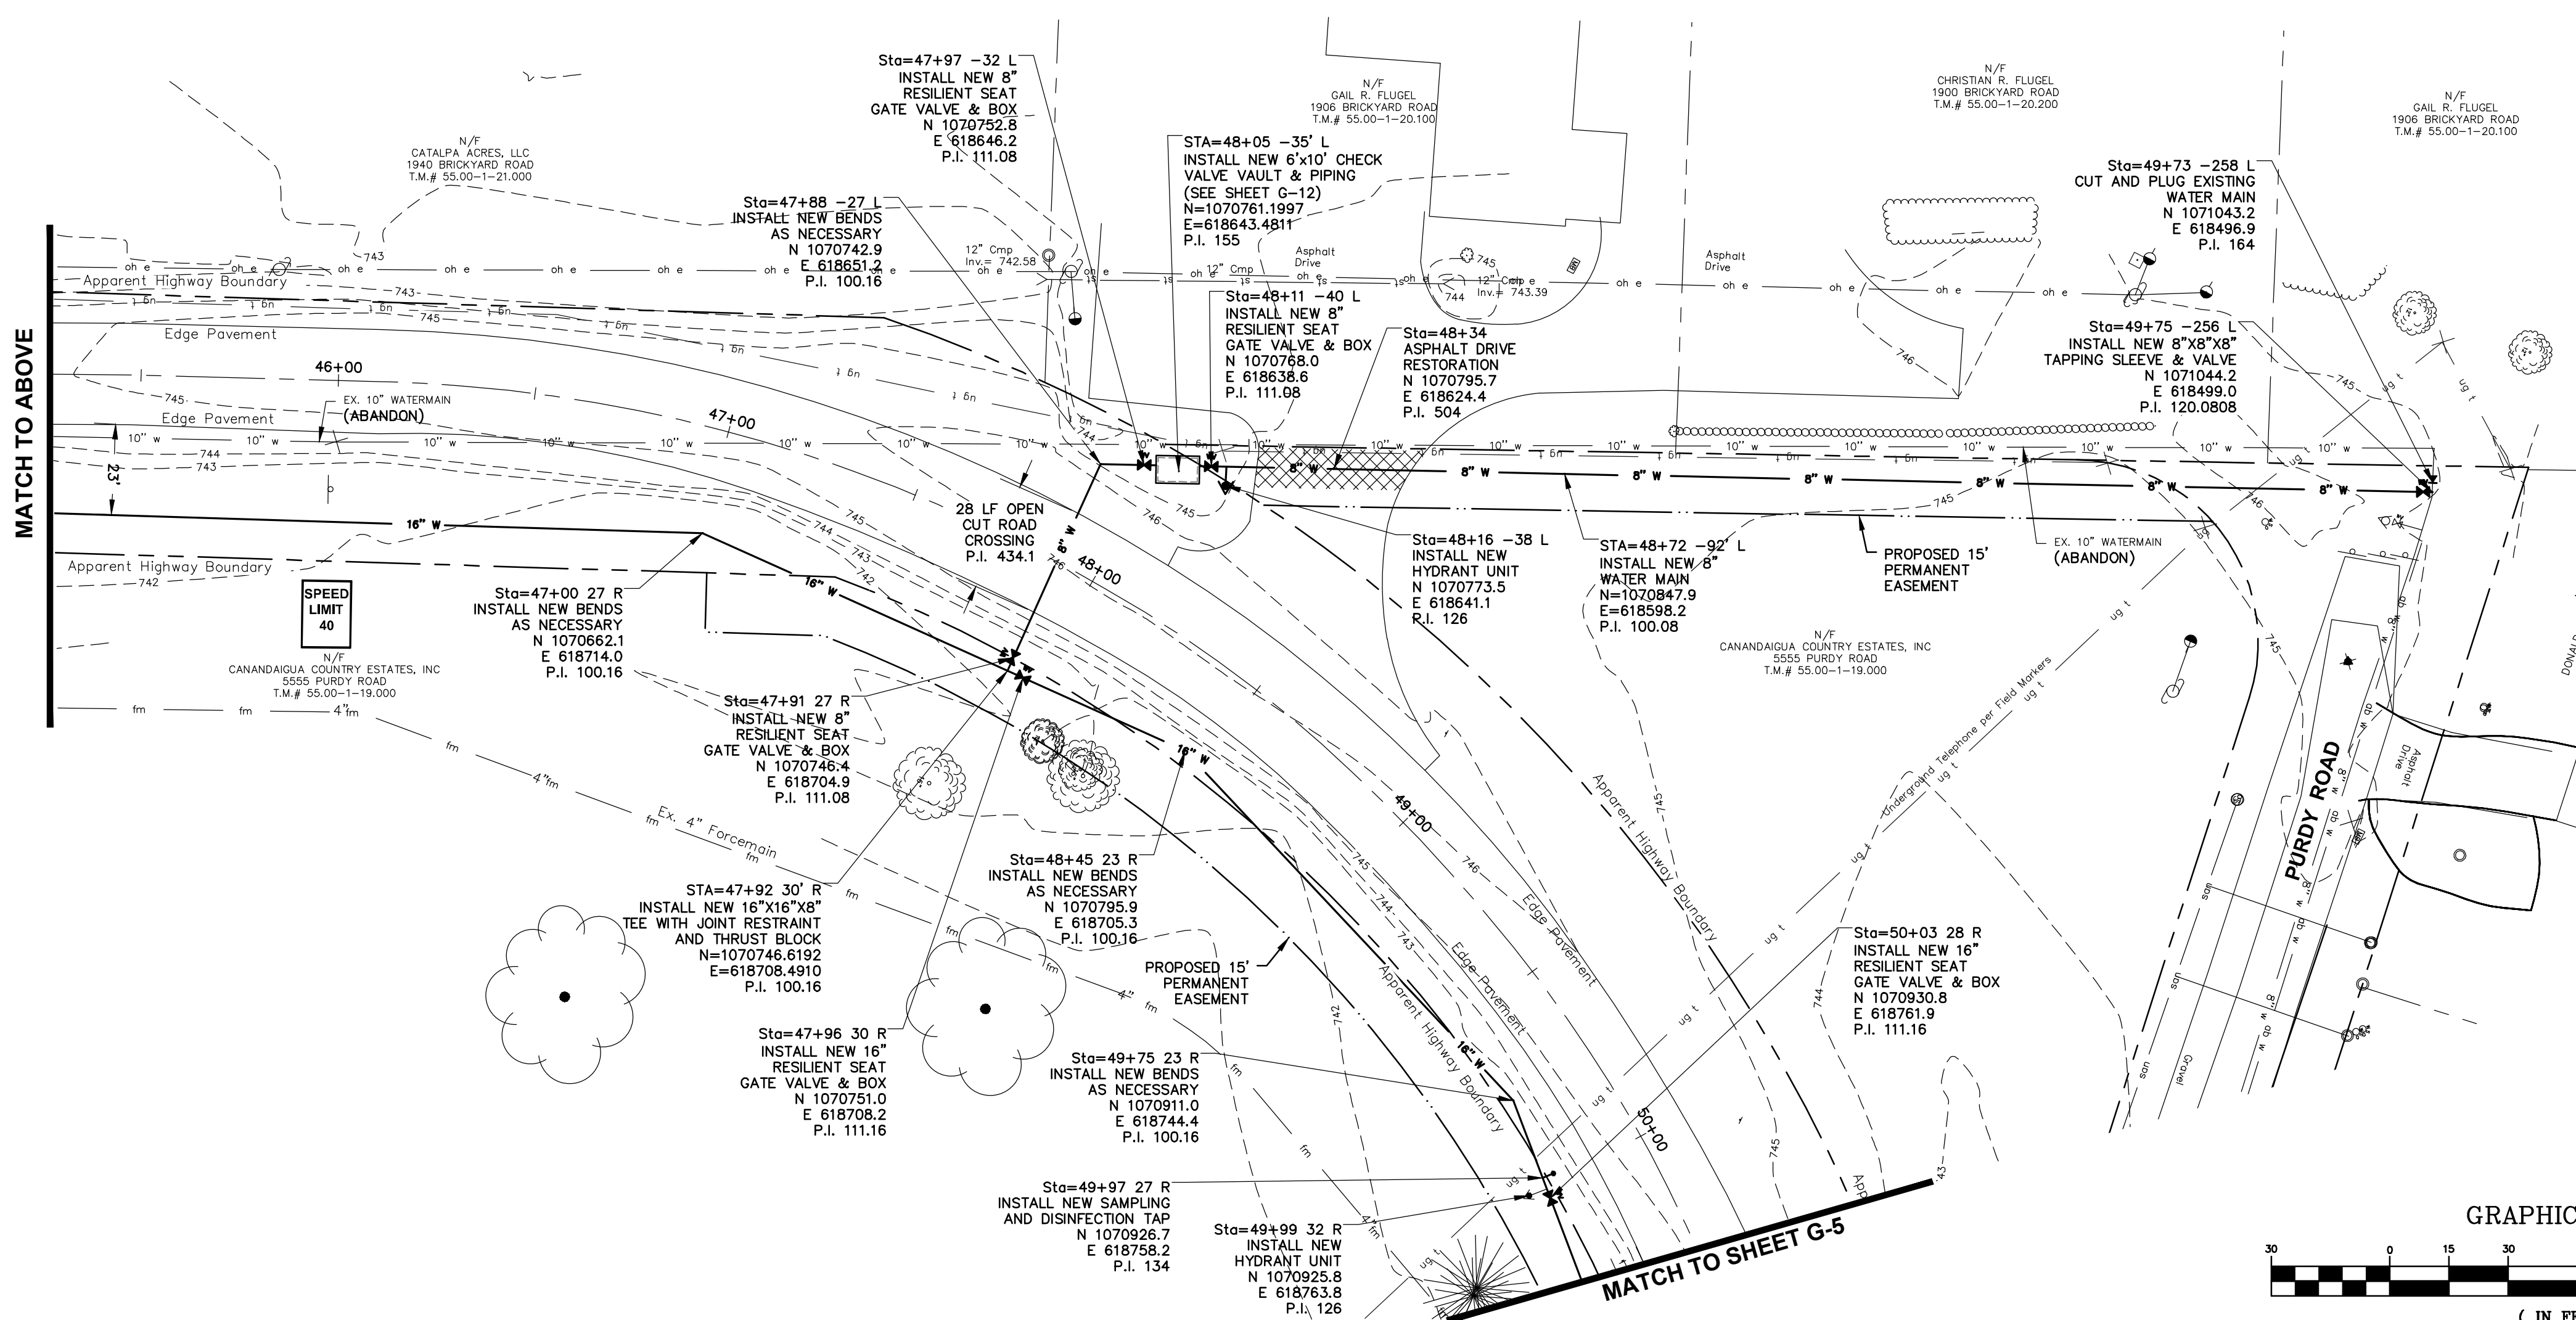 Sta=47+97 -32 L
INSTALL NEW 8"
RESILIENT SEAT
GATE VALVE & BOX
N 1070752.8
E 618646.2
P.I. 111.08
N/F
CATALPA ACRES, LLC
1940 BRICKYARD ROAD
T.M.# 55.00-1-21.000
N/F
GAIL R. FLUGEL
1906 BRICKYARD ROAD
T.M.# 55.00-1-20.100
N/F
CHRISTIAN R. FLUGEL
1900 BRICKYARD ROAD
T.M.# 55.00-1-20.200
N/F
GAIL R. FLUGEL
1906 BRICKYARD ROAD
T.M.# 55.00-1-20.100
STA=48+05 -35' L
INSTALL NEW 6'x10' CHECK
VALVE VAULT & PIPING
(SEE SHEET G-12)
N=1070761.1997
E=618643.4811
P.I. 155
Sta=49+73 -258 L
CUT AND PLUG EXISTING
WATER MAIN
N 1071043.2
E 618496.9
P.I. 164
Sta=47+88 -27 L
INSTALL NEW BENDS
AS NECESSARY
N 1070742.9
E 618651.2
P.I. 100.16
12" Cmp
Inv.= 742.58
12" Cmp
Asphalt
Drive
12" Cmp
Inv.= 743.39
Asphalt
Drive
Sta=48+11 -40 L
INSTALL NEW 8"
RESILIENT SEAT
GATE VALVE & BOX
N 1070768.0
E 618638.6
P.I. 111.08
Sta=48+34
ASPHALT DRIVE
RESTORATION
N 1070795.7
E 618624.4
P.I. 504
Sta=49+75 -256 L
INSTALL NEW 8"X8"X8"
TAPPING SLEEVE & VALVE
N 1071044.2
E 618499.0
P.I. 120.0808
MATCH TO ABOVE
Apparent Highway Boundary
Edge Pavement
46+00
EX. 10" WATERMAIN
(ABANDON)
Edge Pavement
47+00
23'
16" W
Apparent Highway Boundary
SPEED
LIMIT
40
N/F
CANANDAIGUA COUNTRY ESTATES, INC
5555 PURDY ROAD
T.M.# 55.00-1-19.000
28 LF OPEN
CUT ROAD
CROSSING
P.I. 434.1
8" W
48+00
Sta=47+00 27 R
INSTALL NEW BENDS
AS NECESSARY
N 1070662.1
E 618714.0
P.I. 100.16
16" W
Sta=48+16 -38 L
INSTALL NEW
HYDRANT UNIT
N 1070773.5
E 618641.1
P.I. 126
STA=48+72 -92' L
INSTALL NEW 8"
WATER MAIN
N=1070847.9
E=618598.2
P.I. 100.08
PROPOSED 15'
PERMANENT
EASEMENT
EX. 10" WATERMAIN
(ABANDON)
N/F
CANANDAIGUA COUNTRY ESTATES, INC
5555 PURDY ROAD
T.M.# 55.00-1-19.000
Sta=47+91 27 R
INSTALL NEW 8"
RESILIENT SEAT
GATE VALVE & BOX
N 1070746.4
E 618704.9
P.I. 111.08
16" W
Underground Telephone per Field Markers
PURDY ROAD
Asphalt
Drive
Ex. 4" Forcemain
49+00
Apparent Highway Boundary
Edge Pavement
Sta=48+45 23 R
INSTALL NEW BENDS
AS NECESSARY
N 1070795.9
E 618705.3
P.I. 100.16
STA=47+92 30' R
INSTALL NEW 16"X16"X8"
TEE WITH JOINT RESTRAINT
AND THRUST BLOCK
N=1070746.6192
E=618708.4910
P.I. 100.16
PROPOSED 15'
PERMANENT
EASEMENT
Edge Pavement
Apparent Highway Boundary
Sta=50+03 28 R
INSTALL NEW 16"
RESILIENT SEAT
GATE VALVE & BOX
N 1070930.8
E 618761.9
P.I. 111.16
Sta=47+96 30 R
INSTALL NEW 16"
RESILIENT SEAT
GATE VALVE & BOX
N 1070751.0
E 618708.2
P.I. 111.16
Sta=49+75 23 R
INSTALL NEW BENDS
AS NECESSARY
N 1070911.0
E 618744.4
P.I. 100.16
16" W
50+00
Gravel
Sta=49+97 27 R
INSTALL NEW SAMPLING
AND DISINFECTION TAP
N 1070926.7
E 618758.2
P.I. 134
Sta=49+99 32 R
INSTALL NEW
HYDRANT UNIT
N 1070925.8
E 618763.8
P.I. 126
MATCH TO SHEET G-5
GRAPHIC
30 0 15 30